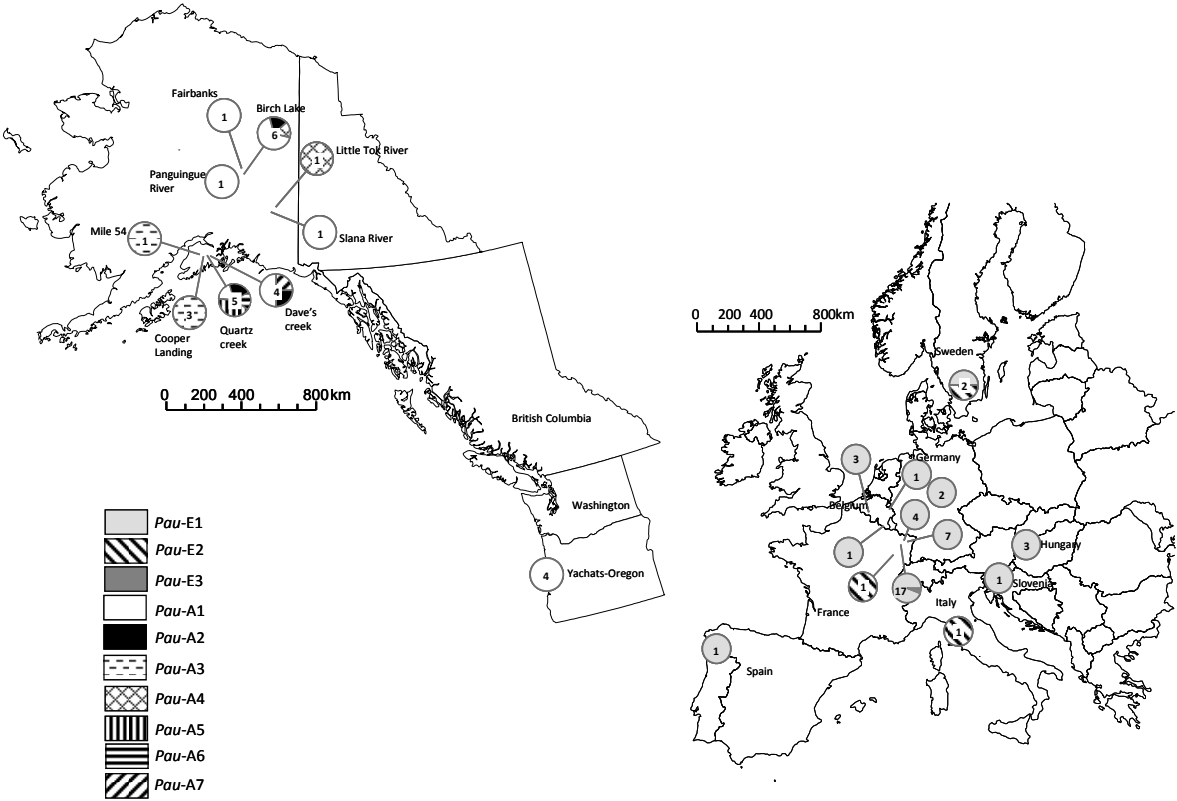 Fairbanks
1
Birch Lake
6
Little Tok River
1
Panguingue
River
1
Mile 54
1
1
Slana River
3
Cooper
Landing
5
Quartz
creek
4
Dave's
creek
0 200 400 800km
British Columbia
Washington
4
Yachats-Oregon
Pau-E1
Pau-E2
Pau-E3
Pau-A1
Pau-A2
Pau-A3
Pau-A4
Pau-A5
Pau-A6
Pau-A7
0 200 400 800km
Sweden
2
3
Germany
1
2
Belgium
4
7
1
3
Hungary
1
17
1
Slovenia
France
Italy
1
1
Spain